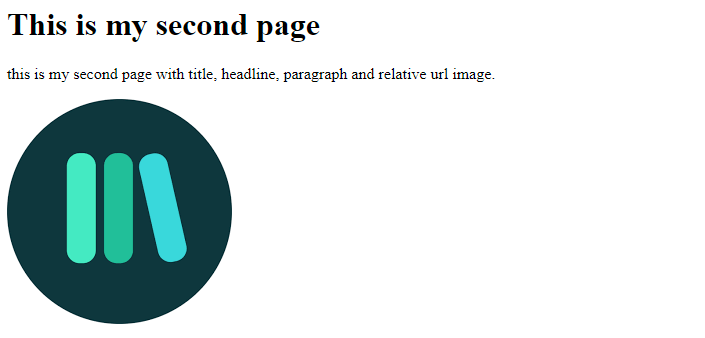 This is my second page
this is my second page with title, headline, paragraph and relative url image.